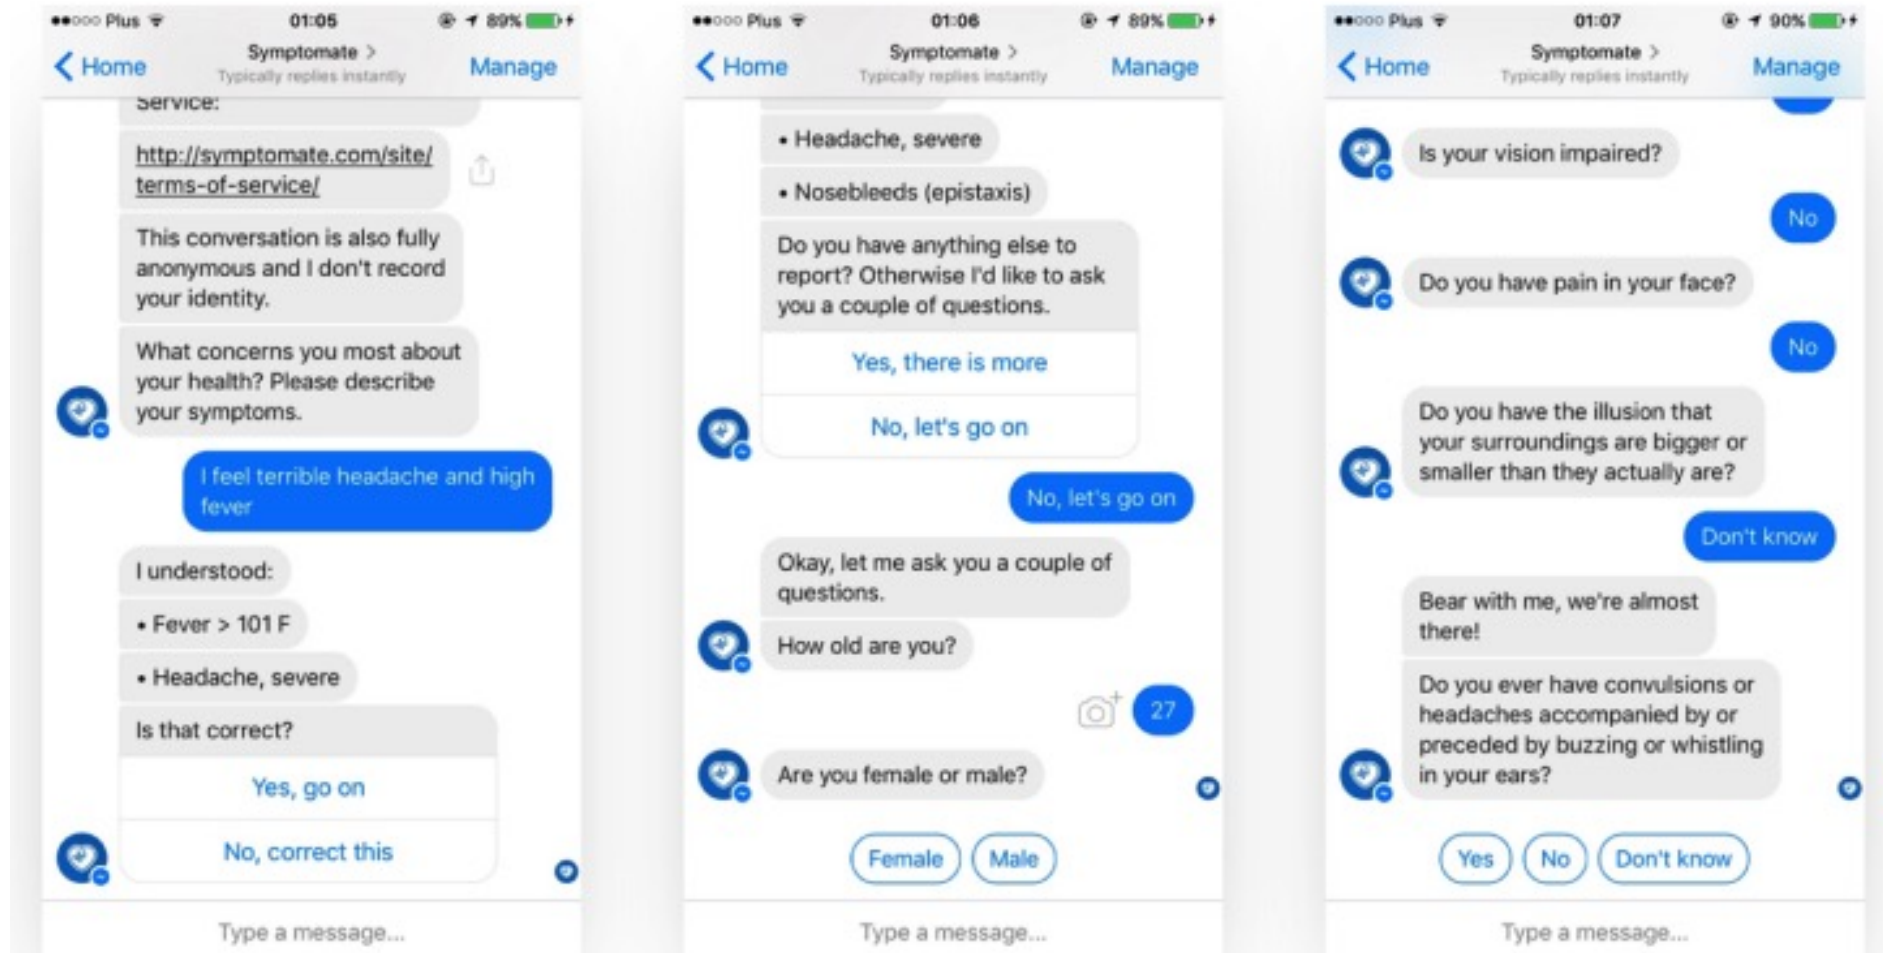 Plus 01:05 89%
Home Symptomate > Manage
Typically replies instantly
Service:
http://symptomate.com/site/
terms-of-service/
This conversation is also fully
anonymous and I don't record
your identity.
What concerns you most about
your health? Please describe
your symptoms.
I feel terrible headache and high
fever
I understood:
• Fever > 101 F
• Headache, severe
Is that correct?
Yes, go on
No, correct this
Type a message...
Plus 01:06 89%
Home Symptomate > Manage
Typically replies instantly
• Headache, severe
• Nosebleeds (epistaxis)
Do you have anything else to
report? Otherwise I'd like to ask
you a couple of questions.
Yes, there is more
No, let's go on
No, let's go on
Okay, let me ask you a couple of
questions.
How old are you?
27
Are you female or male?
Female Male
Type a message...
Plus 01:07 90%
Home Symptomate > Manage
Typically replies instantly
Is your vision impaired?
No
Do you have pain in your face?
No
Do you have the illusion that
your surroundings are bigger or
smaller than they actually are?
Don't know
Bear with me, we're almost
there!
Do you ever have convulsions or
headaches accompanied by or
preceded by buzzing or whistling
in your ears?
Yes No Don't know
Type a message...